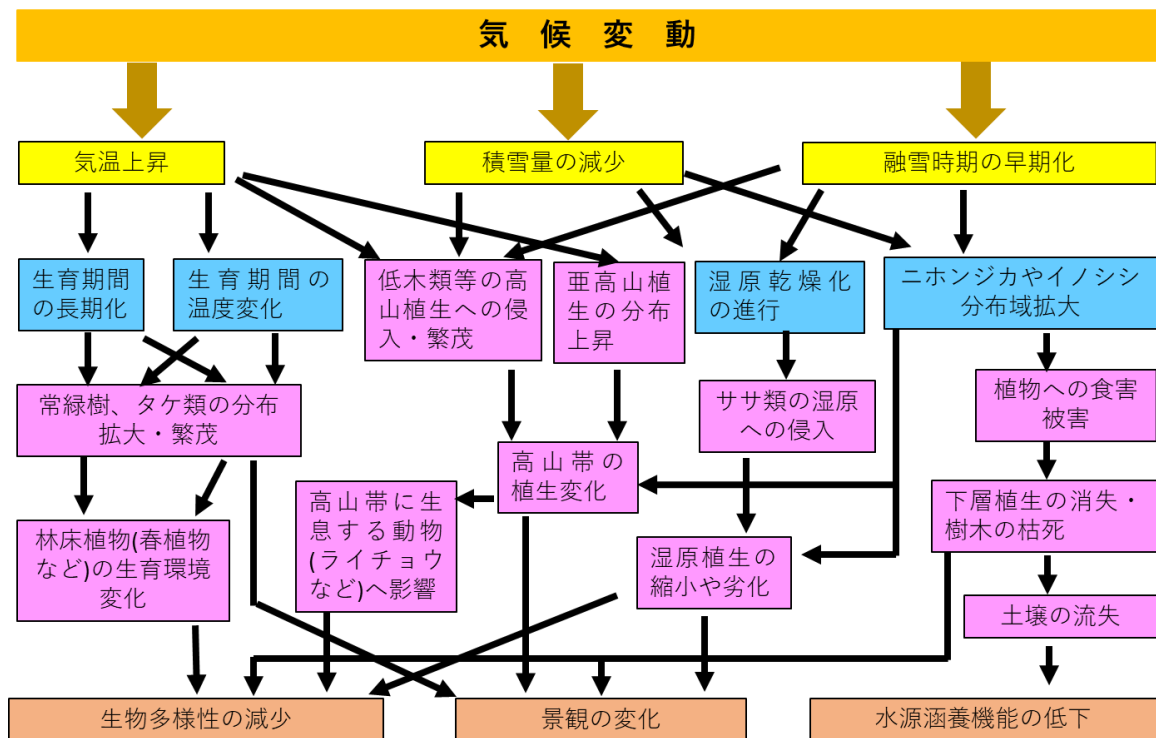 気候変動
気温上昇
積雪量の減少
融雪時期の早期化
生育期間
の長期化
生育期間の
温度変化
低木類等の高
山植生への侵
入・繁茂
亜高山植
生の分布
上昇
湿原乾燥化
の進行
ニホンジカやイノシシ
分布域拡大
常緑樹、タケ類の分布
拡大・繁茂
ササ類の湿原
への侵入
植物への食害
被害
高山帯の
植生変化
高山帯に生
息する動物
(ライチョウ
など)へ影響
下層植生の消失・
樹木の枯死
林床植物(春植物
など)の生育環境
変化
湿原植生の
縮小や劣化
土壌の流失
生物多様性の減少
景観の変化
水源涵養機能の低下